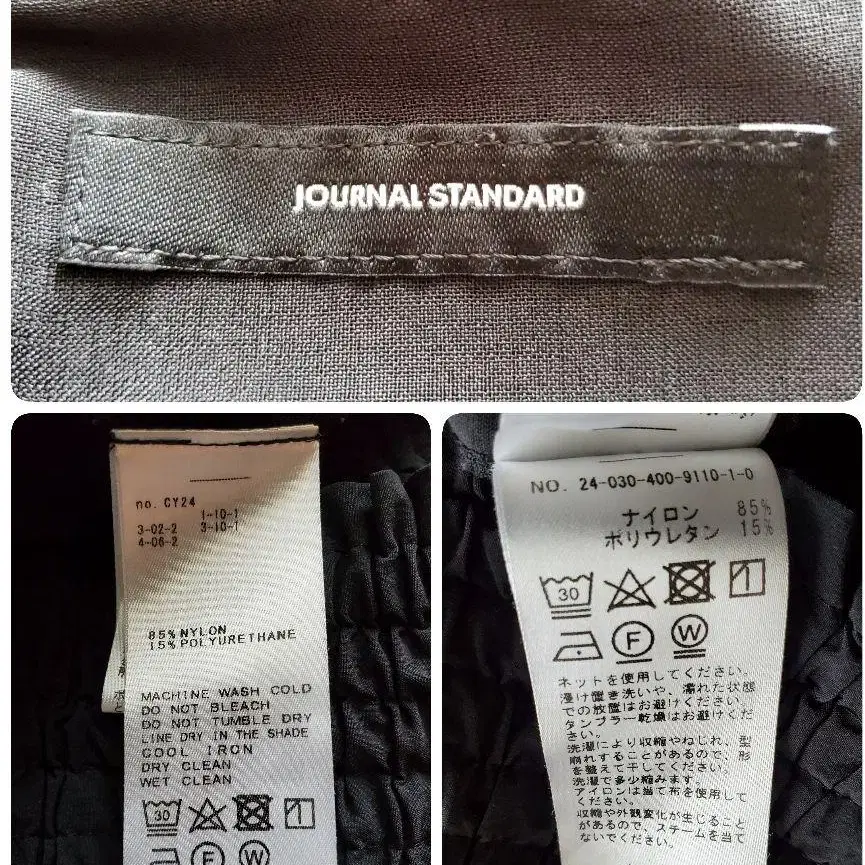 JOURNAL STANDARD
no. CY24
1-10-1
3-02-2 3-10-1
4-06-2
85% NYLON
15% POLYURETHANE
MACHINE WASH COLD
DO NOT BLEACH
DO NOT TUMBLE DRY
LINE DRY IN THE SHADE
COOL IRON
DRY CLEAN
WET CLEAN
30
F W
NO. 24-030-400-9110-1-0
ナイロン 85%
ポリウレタン 15%
30
F W
ネットを使用してください。
浸け置き洗いや、濡れた状態
での放置はお避けください。
タンブラー乾燥はお避けくだ
さい。
洗濯により収縮やねじれ、型
崩れすることがあるので、形
を整えて干してください。
洗濯で多少縮みます。
アイロンは当て布を使用して
ください。
収縮や外観変化が生じること
があるので、スチームを当て
ないでください。